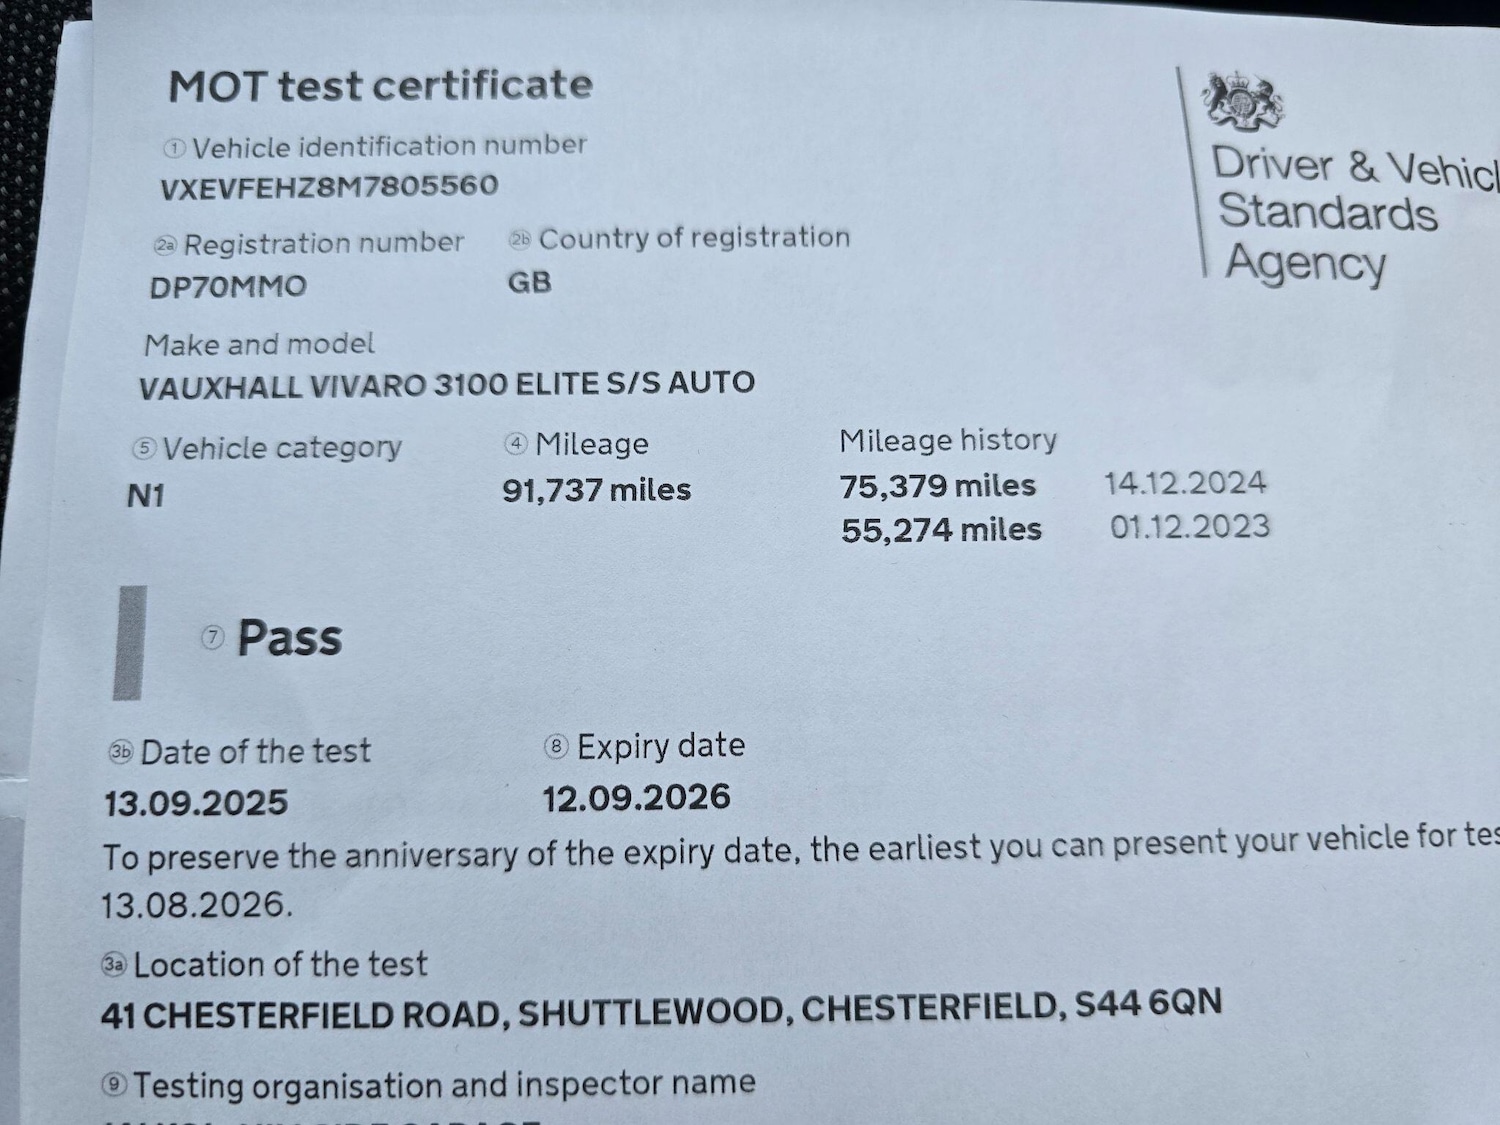 MOT test certificate
Driver & Vehicl
Standards
Agency
1 Vehicle identification number
VXEVFEHZ8M7805560
2a Registration number 2b Country of registration
DP70MMO GB
Make and model
VAUXHALL VIVARO 3100 ELITE S/S AUTO
5 Vehicle category 4 Mileage Mileage history
N1 91,737 miles 75,379 miles 14.12.2024
55,274 miles 01.12.2023
7 Pass
3b Date of the test 8 Expiry date
13.09.2025 12.09.2026
To preserve the anniversary of the expiry date, the earliest you can present your vehicle for tes
13.08.2026.
3a Location of the test
41 CHESTERFIELD ROAD, SHUTTLEWOOD, CHESTERFIELD, S44 6QN
9 Testing organisation and inspector name